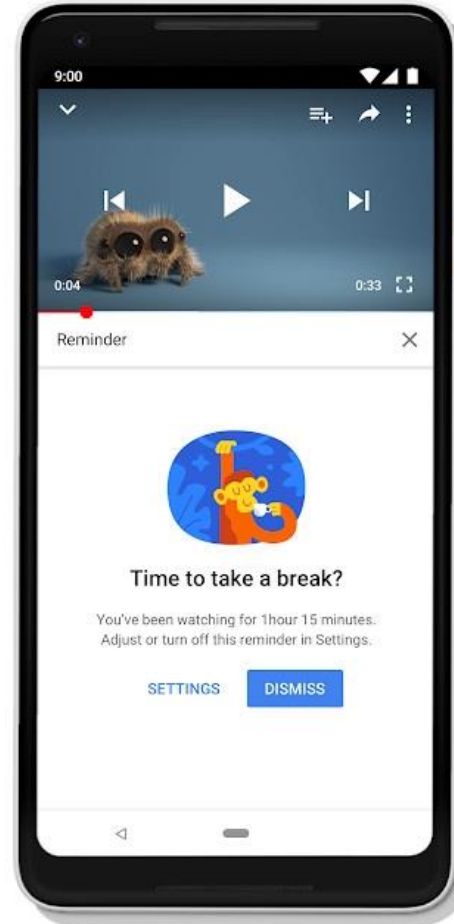 9:00
0:04 0:33
Reminder
Time to take a break?
You've been watching for 1hour 15 minutes.
Adjust or turn off this reminder in Settings.
SETTINGS DISMISS